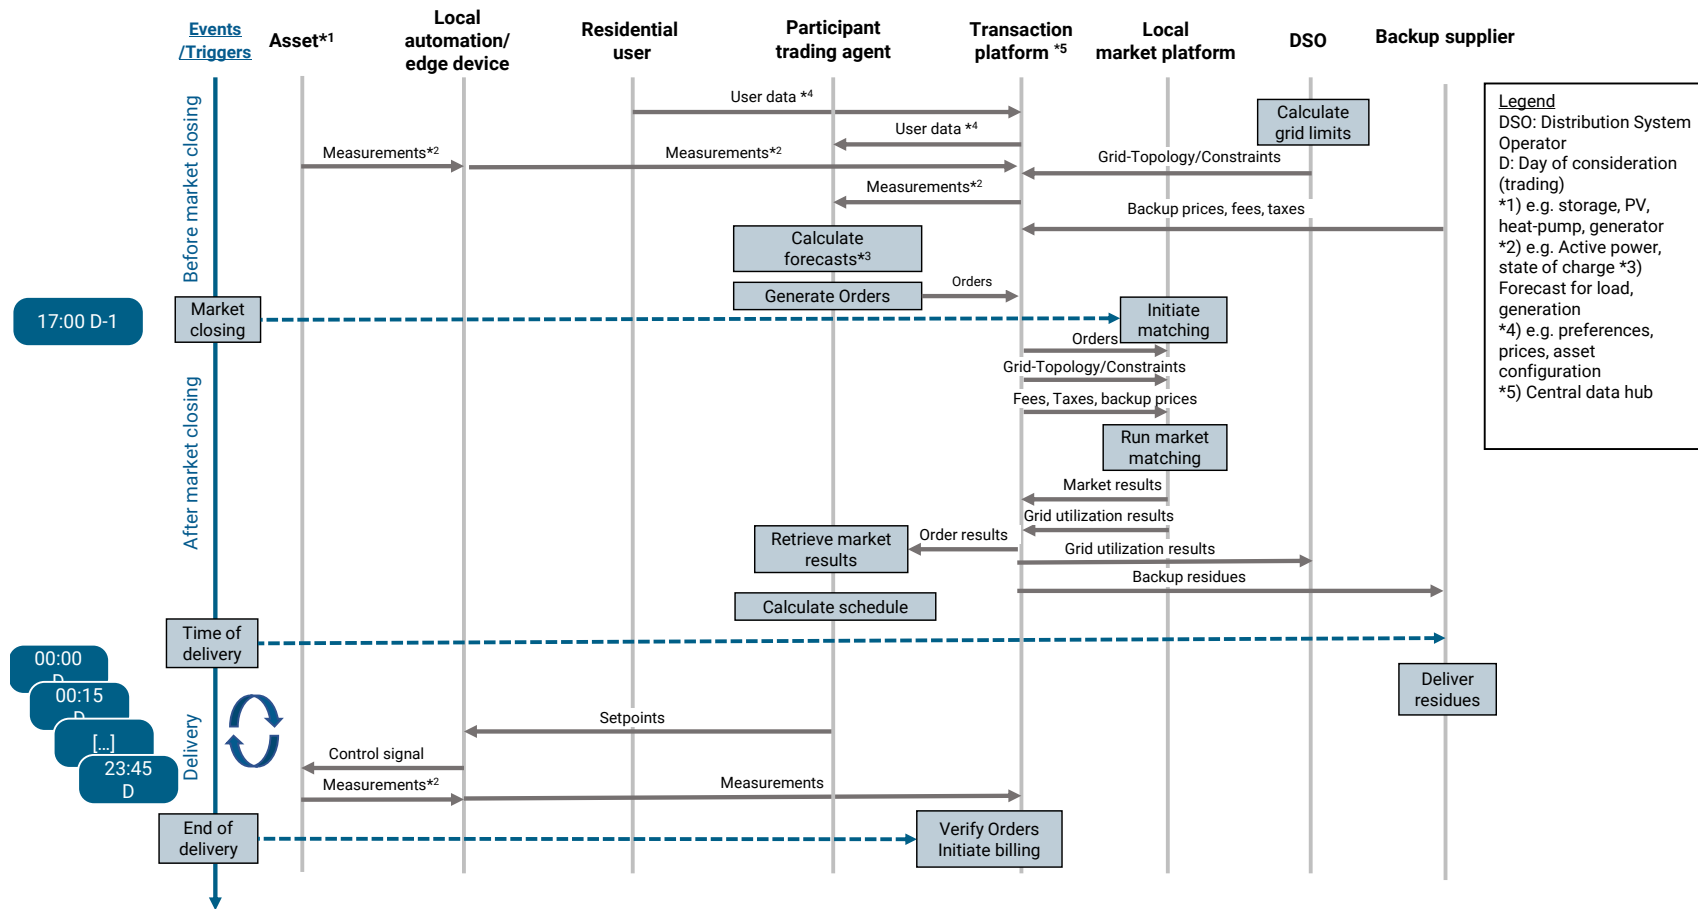 Events
/Triggers
Asset*1
Local
automation/
edge device
Residential
user
Participant
trading agent
Transaction
platform *5
Local
market platform
DSO
Backup supplier
Before market closing
User data *4
Calculate
grid limits
User data *4
Measurements*2
Measurements*2
Grid-Topology/Constraints
Measurements*2
Backup prices, fees, taxes
Calculate
forecasts*3
Generate Orders
Orders
17:00 D-1
Market
closing
Initiate
matching
After market closing
Orders
Grid-Topology/Constraints
Fees, Taxes, backup prices
Run market
matching
Market results
Grid utilization results
Retrieve market
results
Order results
Grid utilization results
Backup residues
Calculate schedule
Time of
delivery
00:00
D
00:15
D
[...]
23:45
D
Delivery
Deliver
residues
Setpoints
Control signal
Measurements*2
Measurements
End of
delivery
Verify Orders
Initiate billing
Legend
DSO: Distribution System
Operator
D: Day of consideration
(trading)
*1) e.g. storage, PV,
heat-pump, generator
*2) e.g. Active power,
state of charge *3)
Forecast for load,
generation
*4) e.g. preferences,
prices, asset
configuration
*5) Central data hub